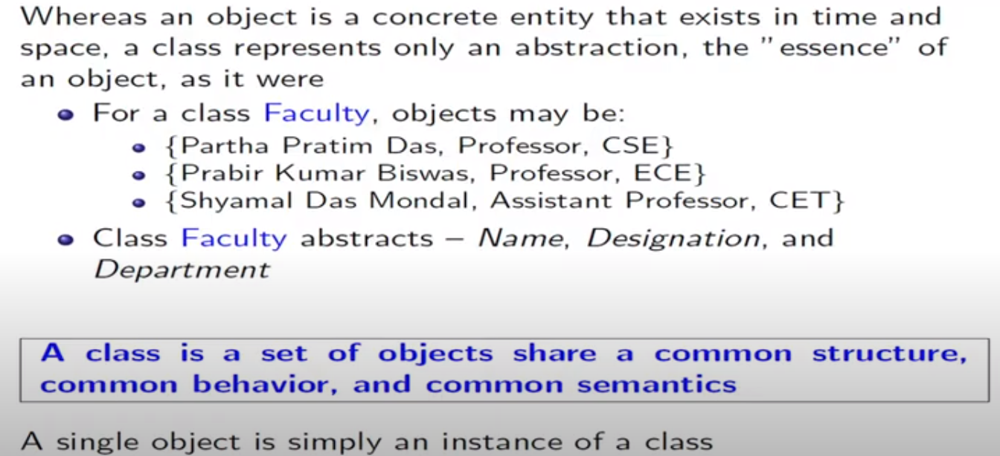 Whereas an object is a concrete entity that exists in time and
space, a class represents only an abstraction, the "essence" of
an object, as it were
For a class Faculty, objects may be:
{Partha Pratim Das, Professor, CSE}
{Prabir Kumar Biswas, Professor, ECE}
{Shyamal Das Mondal, Assistant Professor, CET}
Class Faculty abstracts – Name, Designation, and
Department
A class is a set of objects share a common structure,
common behavior, and common semantics
A single object is simply an instance of a class